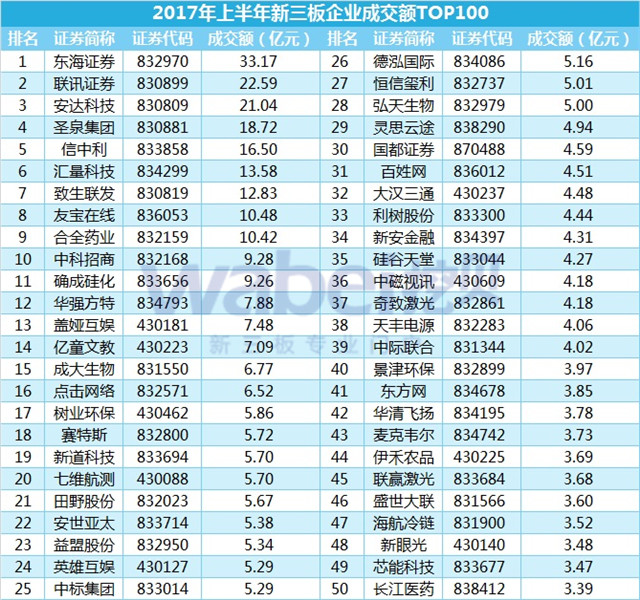 2017年上半年新三板企业成交额TOP100
排名 证券简称 证券代码 成交额（亿元） 排名 证券简称 证券代码 成交额（亿元）
1 东海证券 832970 33.17 26 德泓国际 834086 5.16
2 联讯证券 830899 22.59 27 恒信玺利 832737 5.01
3 安达科技 830809 21.04 28 弘天生物 832979 5.00
4 圣泉集团 830881 18.72 29 灵思云途 838290 4.94
5 信中利 833858 16.50 30 国都证券 870488 4.59
6 汇量科技 834299 13.58 31 百姓网 836012 4.51
7 致生联发 830819 12.83 32 大汉三通 430237 4.48
8 友宝在线 836053 10.48 33 利树股份 833300 4.44
9 合全药业 832159 10.42 34 新安金融 834397 4.31
10 中科招商 832168 9.28 35 硅谷天堂 833044 4.27
11 确成硅化 833656 9.26 36 中磁视讯 430609 4.18
12 华强方特 834793 7.88 37 奇致激光 832861 4.18
13 盖娅互娱 430181 7.48 38 天丰电源 832283 4.06
14 亿童文教 430223 7.09 39 中际联合 831344 4.02
15 成大生物 831550 6.77 40 景津环保 832899 3.97
16 点击网络 832571 6.52 41 东方网 834678 3.85
17 树业环保 430462 5.86 42 华清飞扬 834195 3.78
18 赛特斯 832800 5.72 43 麦克韦尔 834742 3.73
19 新道科技 833694 5.70 44 伊禾农品 430225 3.69
20 七维航测 430088 5.70 45 联赢激光 833684 3.68
21 田野股份 832023 5.67 46 盛世大联 831566 3.60
22 安世亚太 833714 5.38 47 海航冷链 831900 3.52
23 益盟股份 832950 5.34 48 新眼光 430140 3.48
24 英雄互娱 430127 5.29 49 芯能科技 833677 3.47
25 中标集团 833014 5.29 50 长江医药 838412 3.39